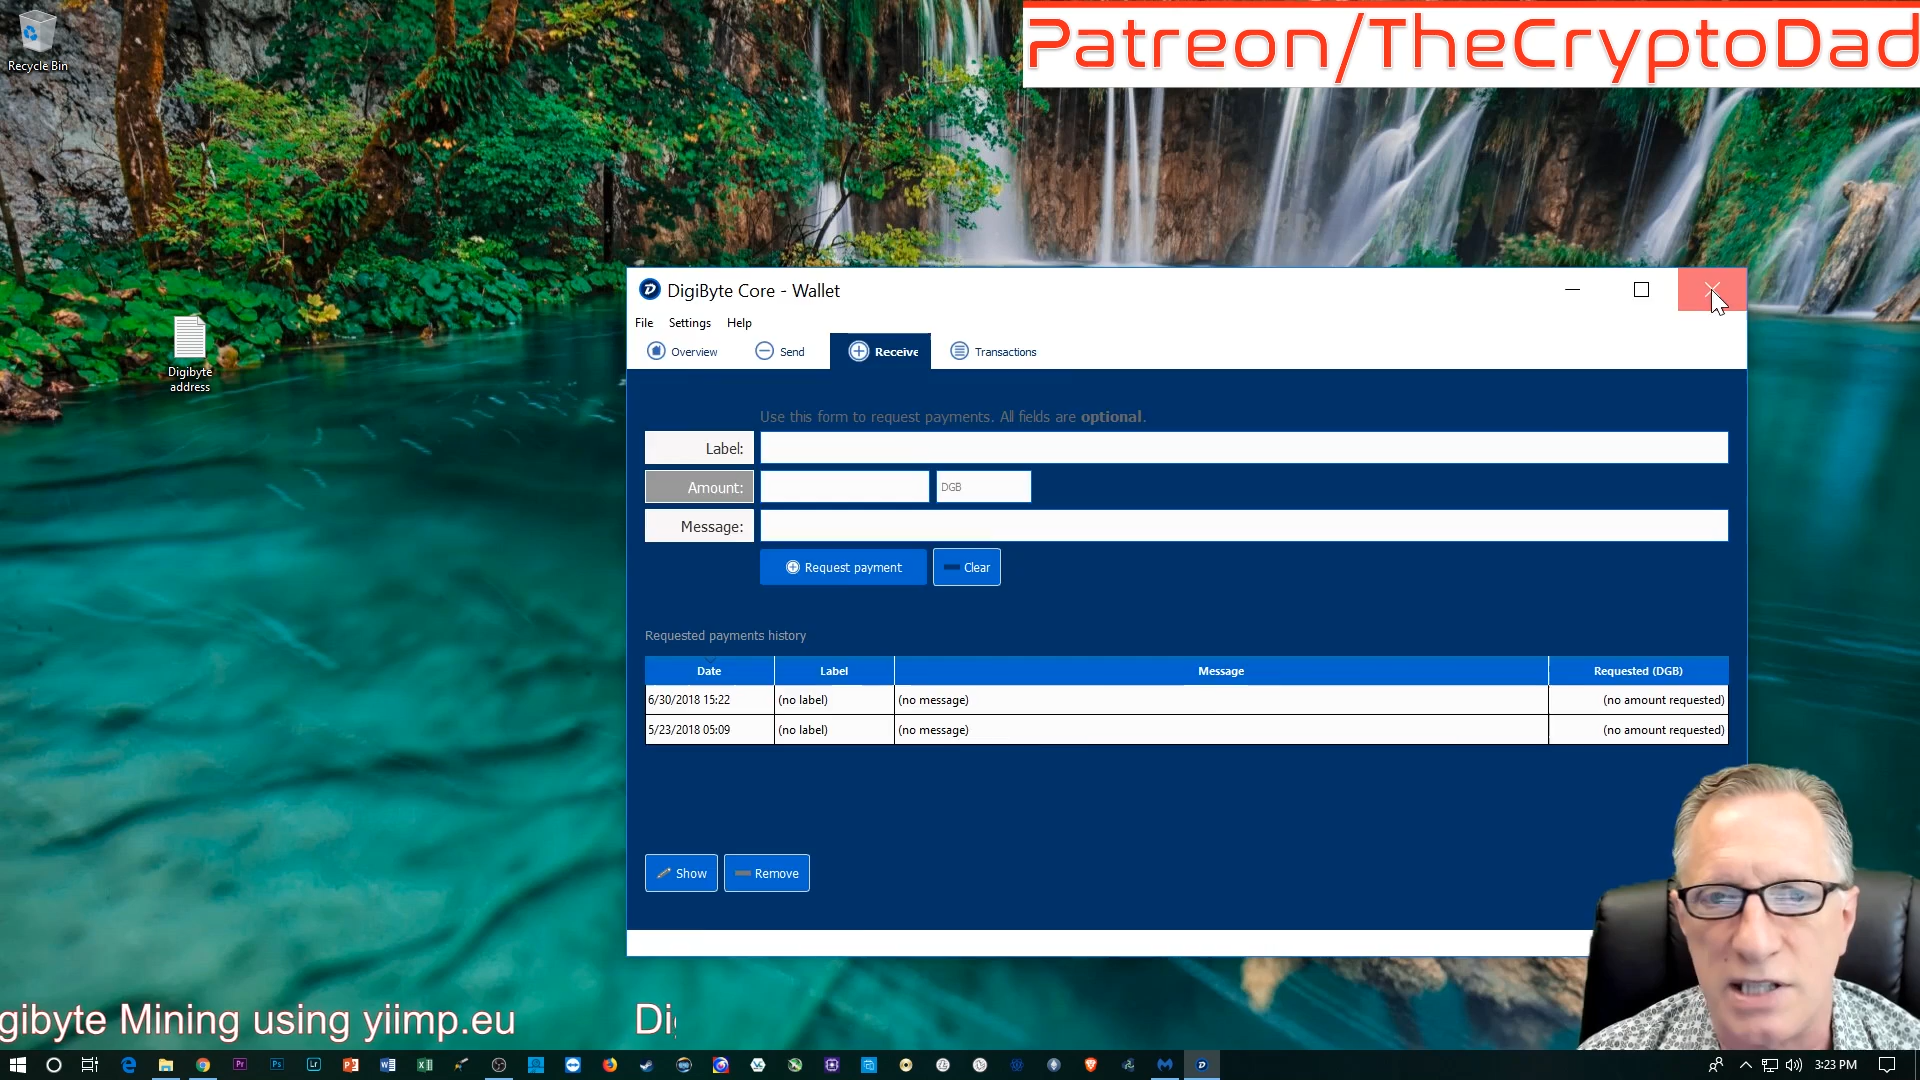 Recycle Bin
Patreon/TheCryptoDad
Digibyte
address
DigiByte Core - Wallet
File Settings Help
Overview Send Receive Transactions
Use this form to request payments. All fields are optional.
Label:
Amount: DGB
Message:
Request payment Clear
Requested payments history
Date Label Message Requested (DGB)
6/30/2018 15:22 (no label) (no message) (no amount requested)
5/23/2018 05:09 (no label) (no message) (no amount requested)
Show Remove
gibyte Mining using yiimp.eu Di
3:23 PM